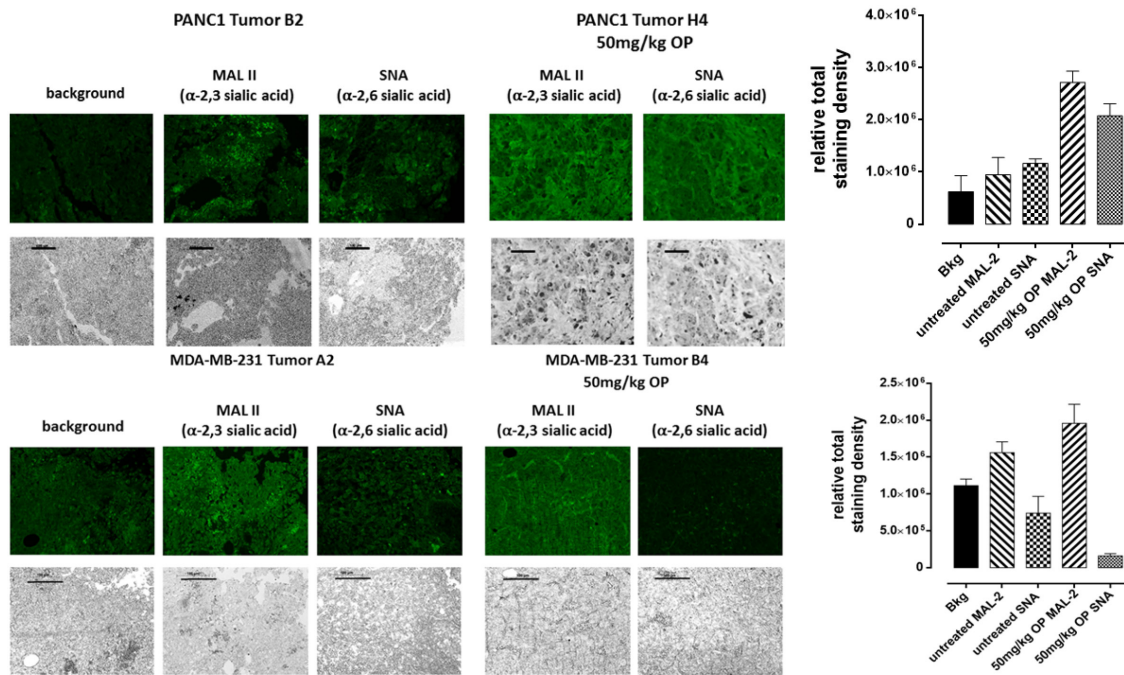 PANC1 Tumor B2
PANC1 Tumor H4
50mg/kg OP
background
MAL II
(α-2,3 sialic acid)
SNA
(α-2,6 sialic acid)
MAL II
(α-2,3 sialic acid)
SNA
(α-2,6 sialic acid)
relative total
staining density
4.0×10⁶
3.0×10⁶
2.0×10⁶
1.0×10⁶
0
Bkg
untreated MAL-2
untreated SNA
50mg/kg OP MAL-2
50mg/kg OP SNA
MDA-MB-231 Tumor A2
MDA-MB-231 Tumor B4
50mg/kg OP
background
MAL II
(α-2,3 sialic acid)
SNA
(α-2,6 sialic acid)
MAL II
(α-2,3 sialic acid)
SNA
(α-2,6 sialic acid)
relative total
staining density
2.5×10⁶
2.0×10⁶
1.5×10⁶
1.0×10⁶
5.0×10⁵
0
Bkg
untreated MAL-2
untreated SNA
50mg/kg OP MAL-2
50mg/kg OP SNA